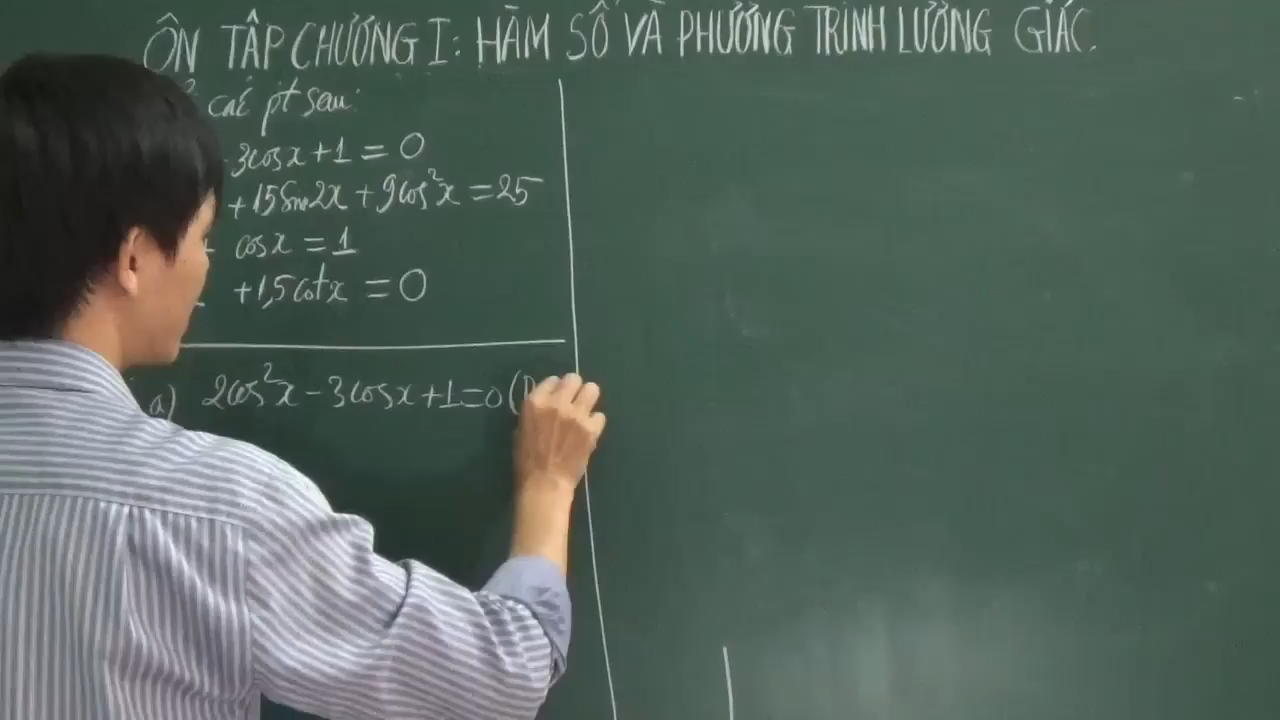 ÔN TẬP CHƯƠNG I: HÀM SỐ VÀ PHƯƠNG TRÌNH LƯỢNG GIÁC.
các pt sau:
3cosx + 1 = 0
+ 15sin2x + 9cos²x = 25
cosx = 1
+ 1,5cotx = 0
a) 2cos²x - 3cosx + 1 = 0 (